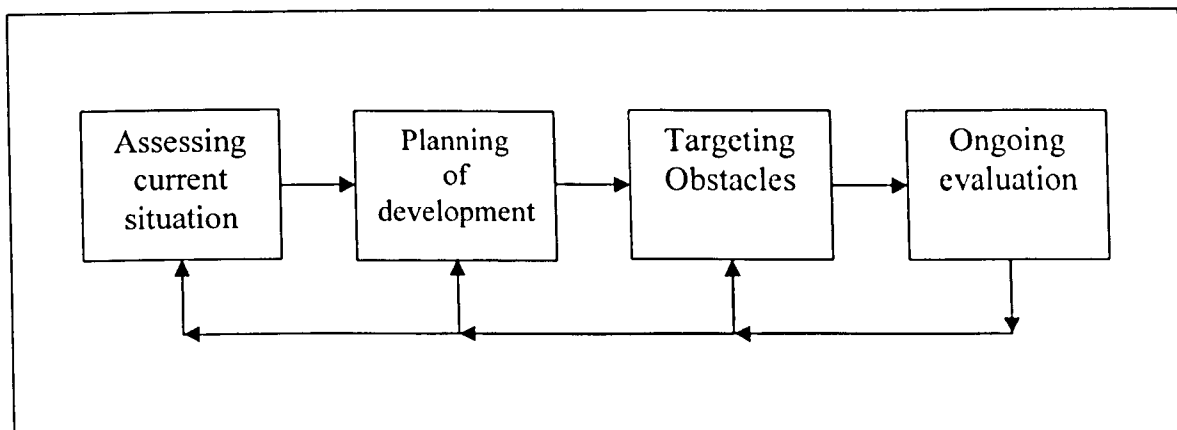 Assessing
current
situation
Planning
of
development
Targeting
Obstacles
Ongoing
evaluation